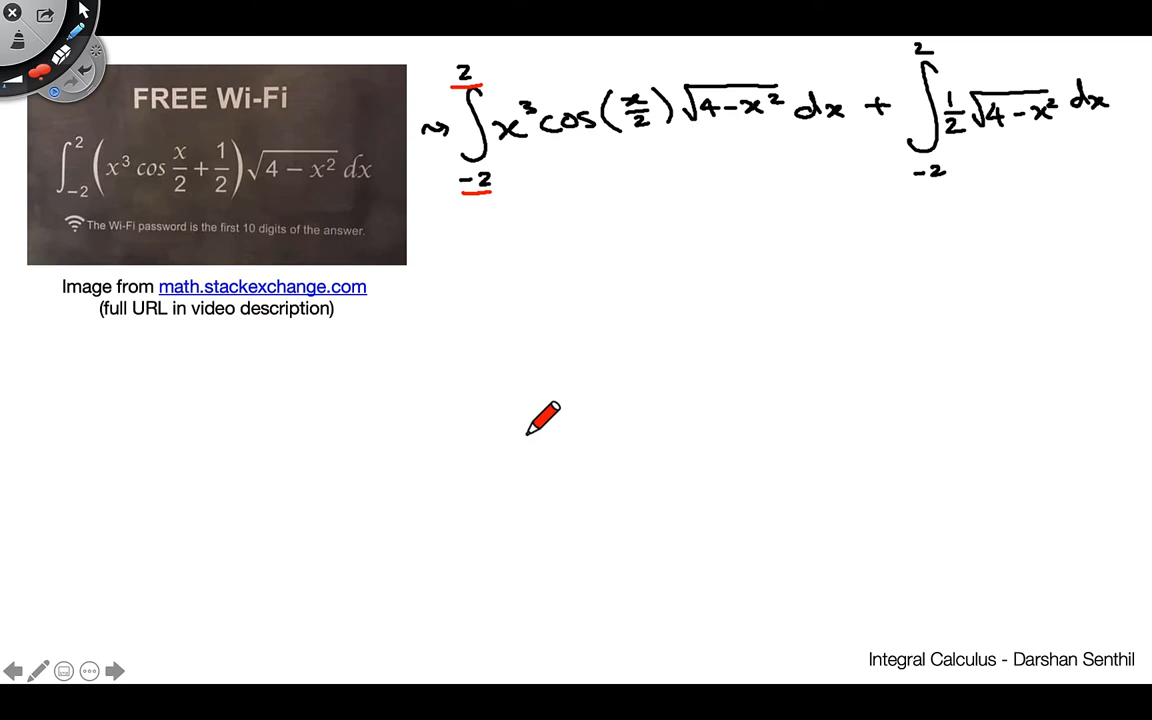 FREE Wi-Fi
∫_{-2}^{2} (x³ cos x/2 + 1/2) √(4 − x²) dx
The Wi-Fi password is the first 10 digits of the answer.
Image from math.stackexchange.com
(full URL in video description)
⇝ ∫_{-2}^{2} x³ cos(x/2) √(4 − x²) dx + ∫_{-2}^{2} 1/2 √(4 − x²) dx
Integral Calculus - Darshan Senthil